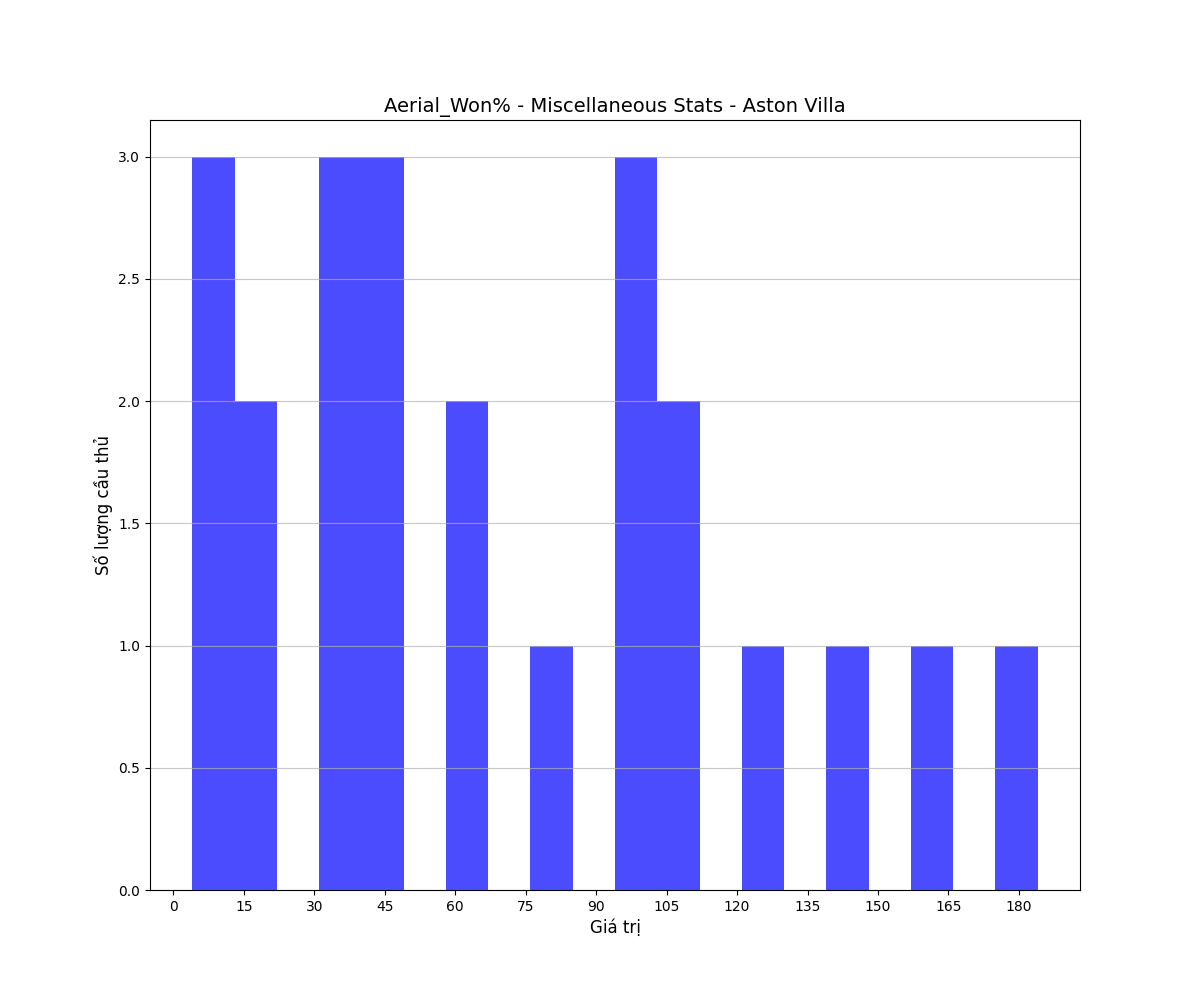 Aerial_Won% - Miscellaneous Stats - Aston Villa
3.0
2.5
2.0
1.5
1.0
0.5
0.0
Số lượng cầu thủ
0 15 30 45 60 75 90 105 120 135 150 165 180
Giá trị